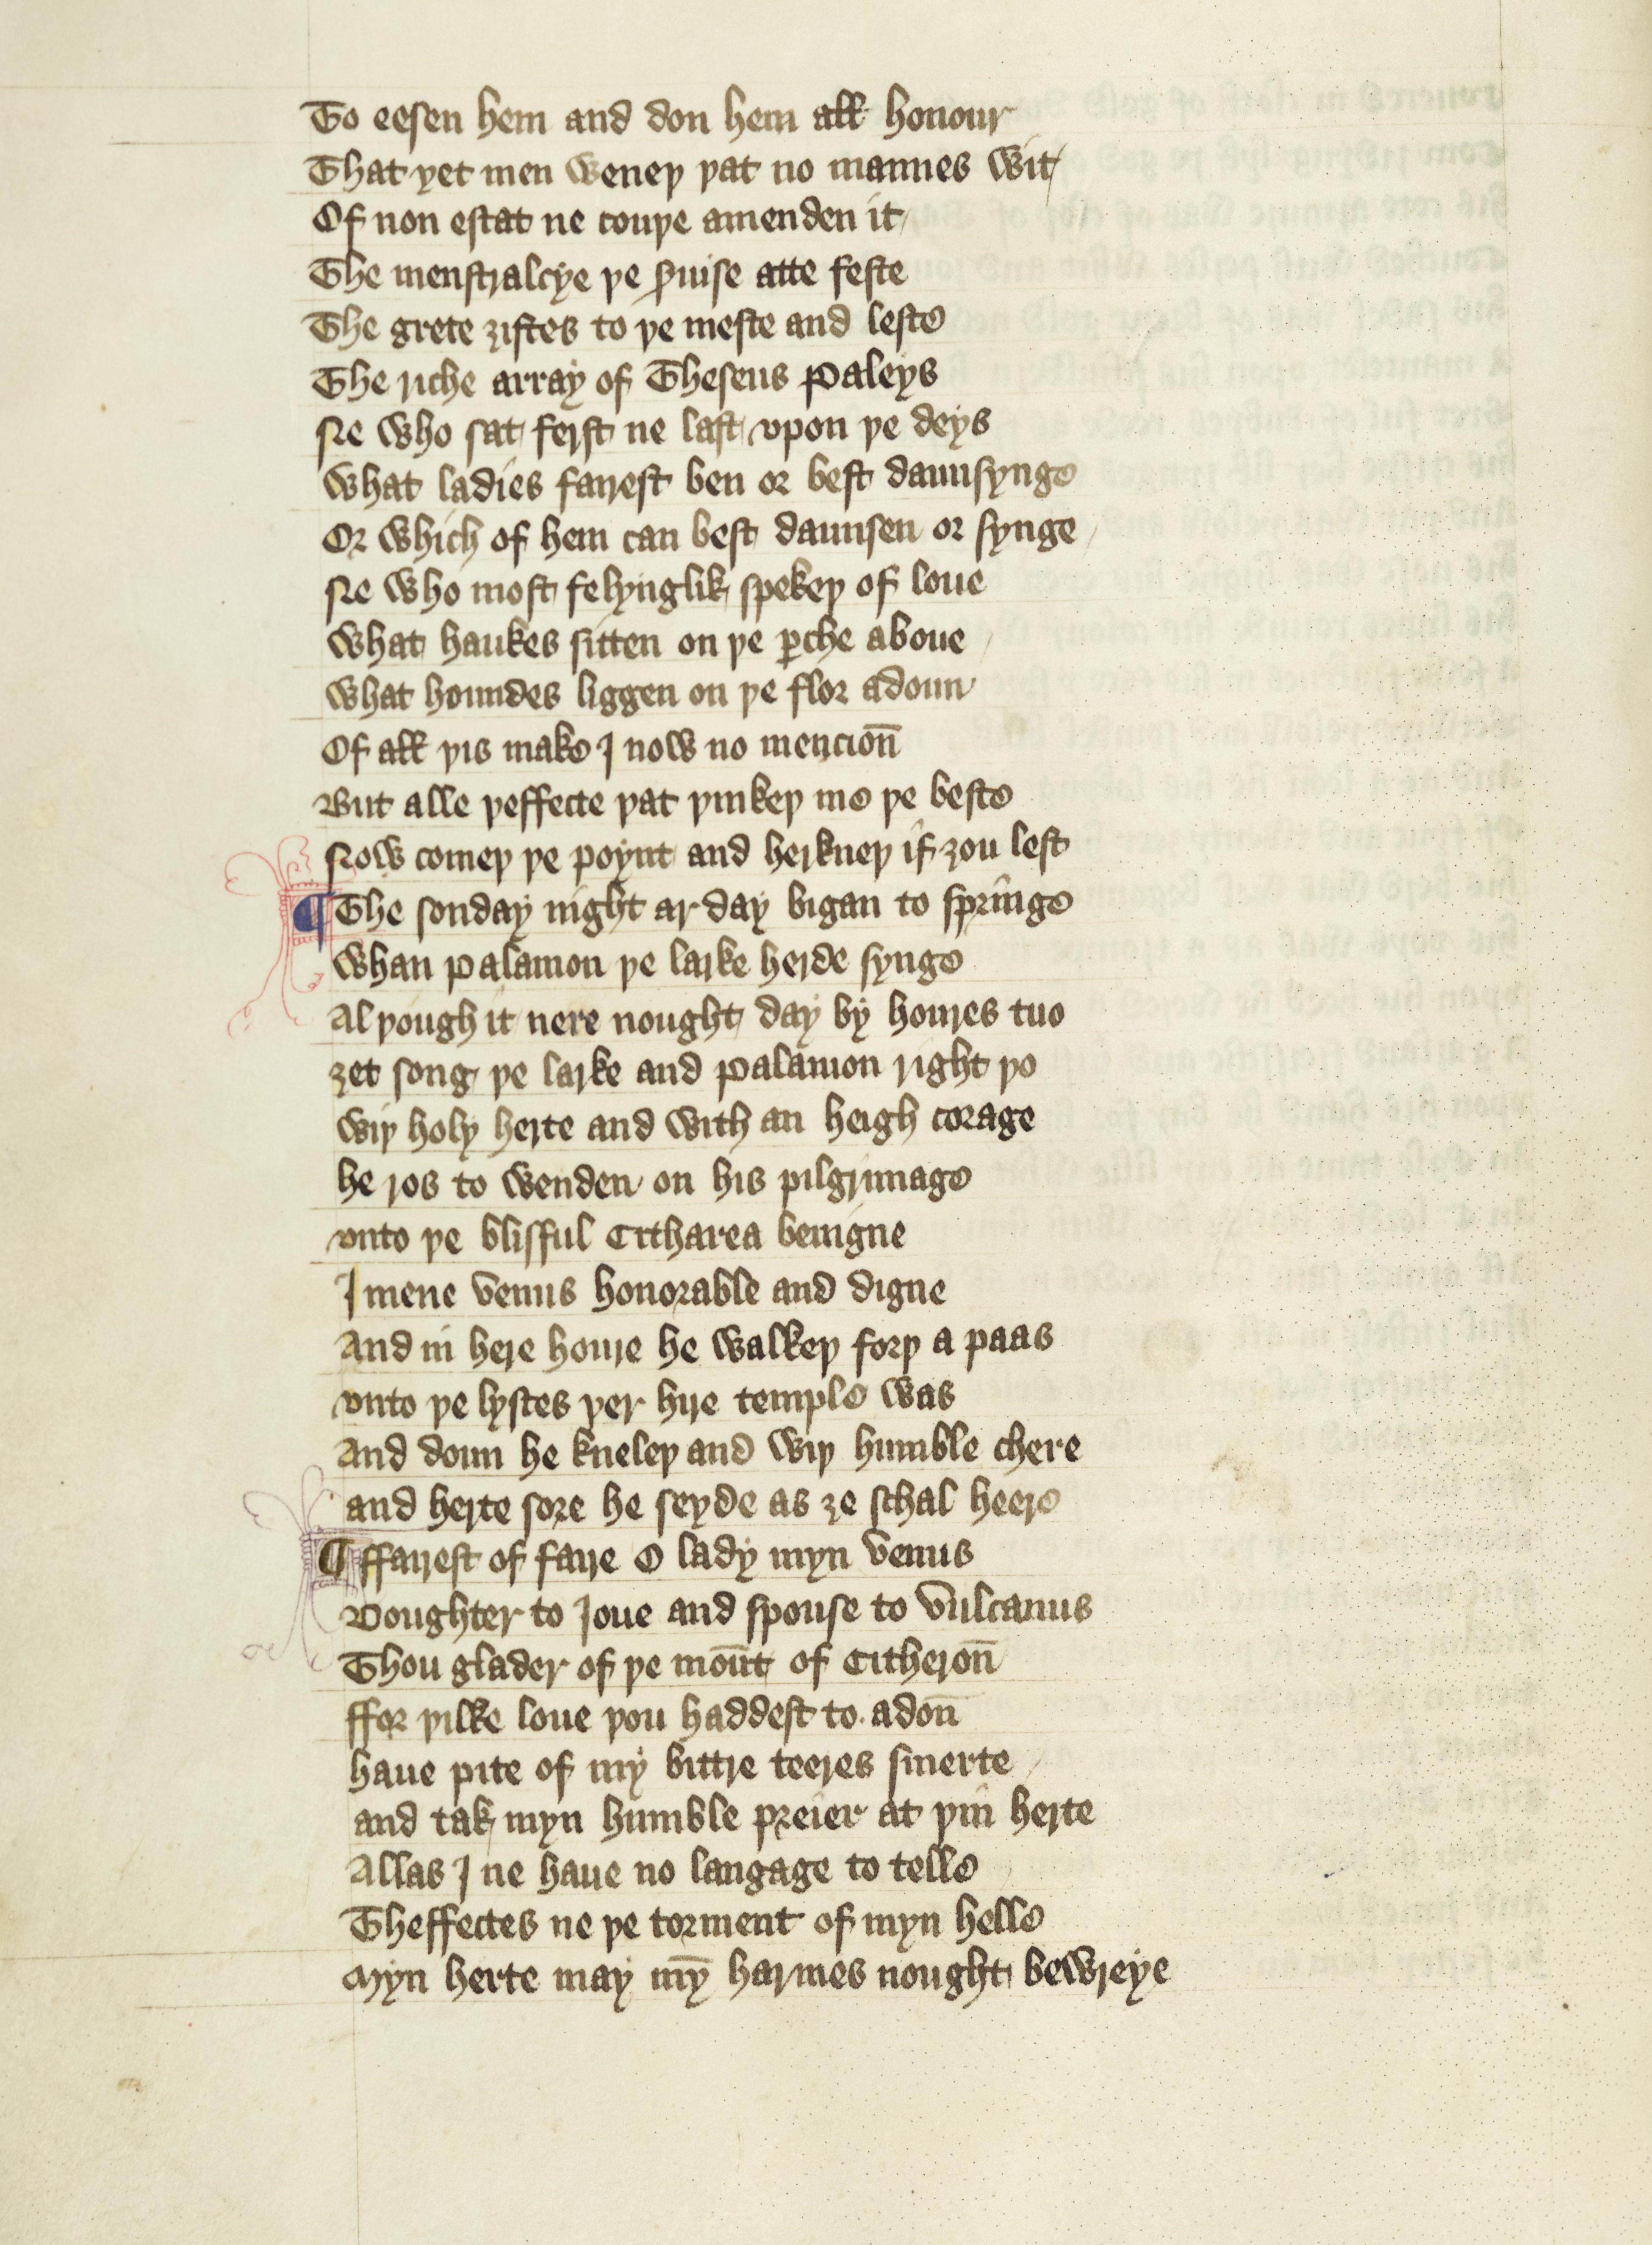 To eesen hem and don hem all honour
That yet men weneþ þat no mannes wit
Of non estat ne couþe amenden it
The menstralcye þe ꝑuise atte feste
The grete ȝiftes to þe meste and leste
The riche array of Theseus paleys
Ne who sat ferst ne last vpon þe deys
What ladies fairest ben or best daunsynge
Or which of hem can best daunsen or synge
Ne who most felynglik spekeþ of loue
What haukes sitten on þe ꝑche aboue
What houndes liggen on þe flor adoun
Of all þis make I now no mencion̄
But alle þeffecte þat þinkeþ me þe beste
Now comeþ þe poynt and herkneþ if ȝou lest
¶ The sonday night ar day bigan to springe
Whan palamon þe larke herde synge
Al þough it nere nought day by houres tuo
ȝet song þe larke and palamon right þo
Wiþ holy herte and with an heigh corage
he ros to wenden on his pilgrimage
vnto þe blisful Citharea benigne
I mene venus honorable and digne
And in here houre he walkeþ forþ a paas
vnto þe lystes þer hire temple was
And doun he kneleþ and wiþ humble chere
and herte sore he seyde as ȝe schal heere
¶ ffairest of faire O lady myn venus
Doughter to Ioue and spouse to vulcanus
Thou glader of þe mou̅t of Citheron̄
ffor þilke loue þou haddest to adon̄
haue pite of my bittre teeres smerte
and tak myn humble preier at þin herte
Allas I ne haue no langage to telle
Theffectes ne þe torment of myn helle
Myn herte may my̅ harmes nought bewreye